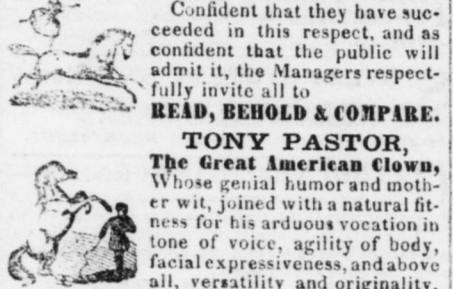 Confident that they have suc-
ceeded in this respect, and as
confident that the public will
admit it, the Managers respect-
fully invite all to
READ, BEHOLD & COMPARE.
TONY PASTOR,
The Great American Clown,
Whose genial humor and moth-
er wit, joined with a natural fit-
ness for his arduous vocation in
tone of voice, agility of body,
facial expressiveness, and above
all, versatility and originality,